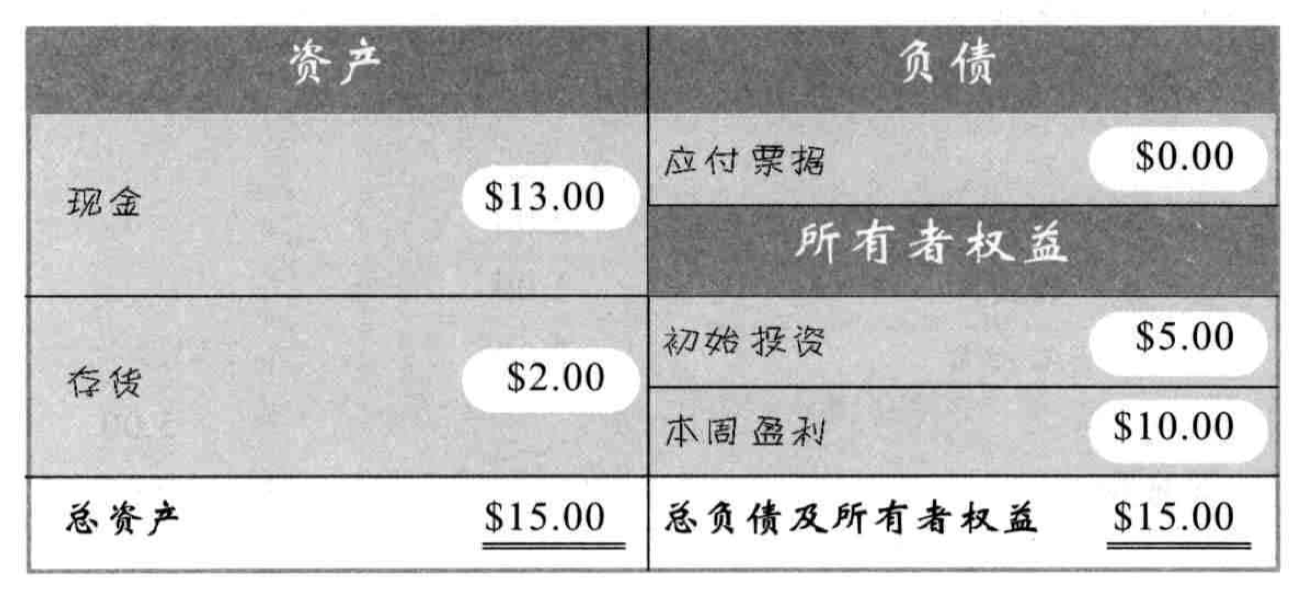 资产
负债
现金 $13.00
应付票据 $0.00
所有者权益
初始投资 $5.00
存货 $2.00
本周盈利 $10.00
总资产 $15.00
总负债及所有者权益 $15.00